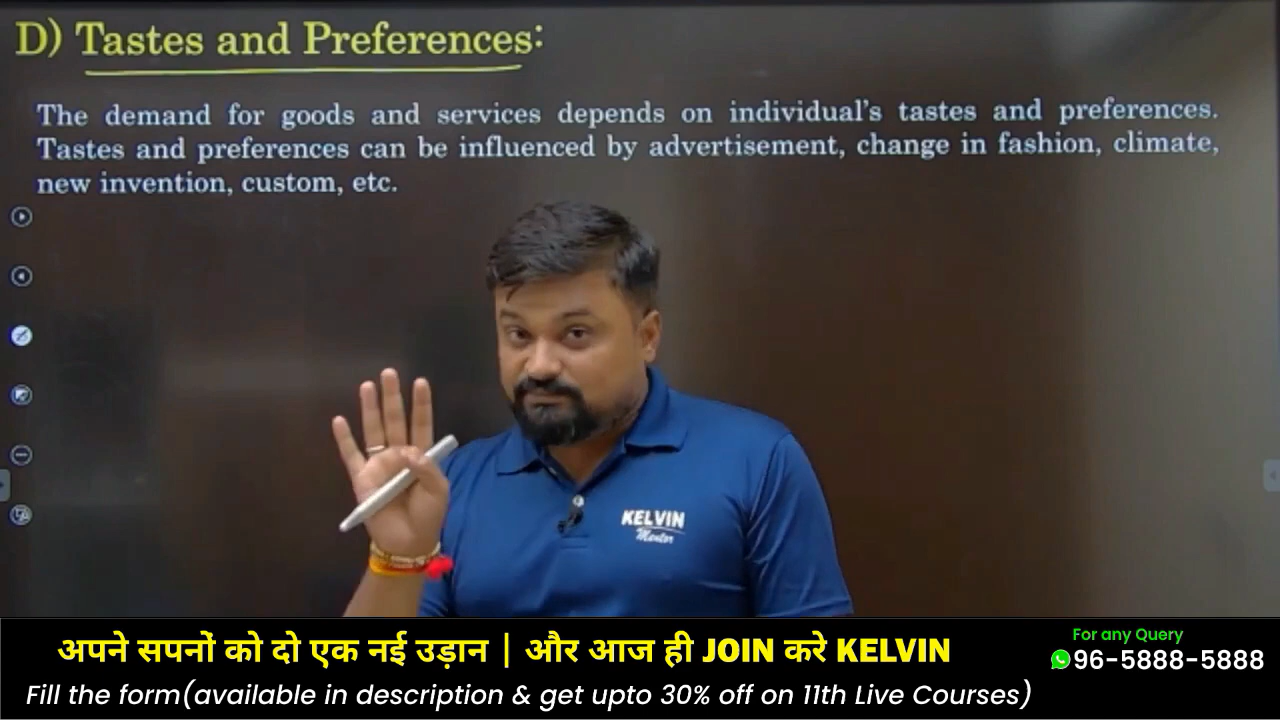 D) Tastes and Preferences:
The demand for goods and services depends on individual's tastes and preferences.
Tastes and preferences can be influenced by advertisement, change in fashion, climate,
new invention, custom, etc.
KELVIN
Mentor
अपने सपनों को दो एक नई उड़ान | और आज ही JOIN करे KELVIN
For any Query
96-5888-5888
Fill the form(available in description & get upto 30% off on 11th Live Courses)